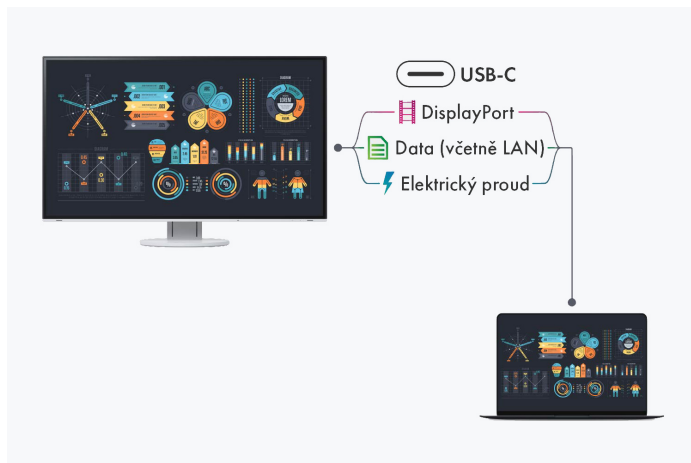 USB-C
DisplayPort
Data (včetně LAN)
Elektrický proud